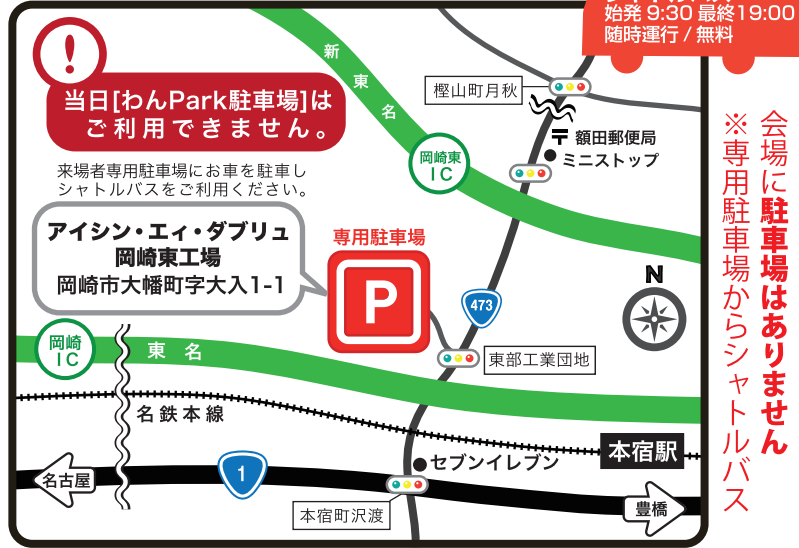 始発 9:30 最終19:00
随時運行 / 無料
!
当日[わんPark駐車場]は
ご利用できません。
来場者専用駐車場にお車を駐車し
シャトルバスをご利用ください。
アイシン・エィ・ダブリュ
岡崎東工場
岡崎市大幡町字大入1-1
専用駐車場
P
新東名
岡崎東
IC
樫山町月秋
〒 額田郵便局
ミニストップ
473
N
東部工業団地
岡崎
IC
東名
名鉄本線
本宿駅
セブンイレブン
名古屋
1
本宿町沢渡
豊橋
会場に駐車場はありません
※専用駐車場からシャトルバス